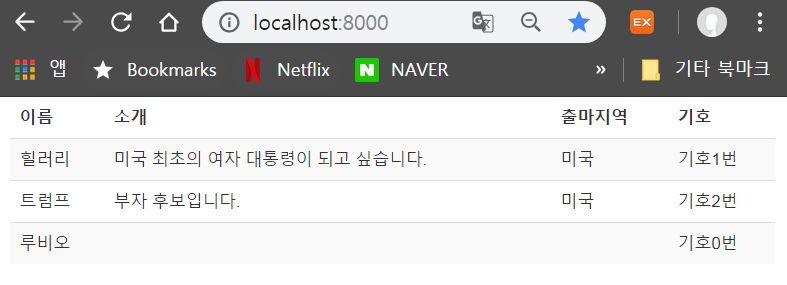 localhost:8000
EX
앱 Bookmarks N Netflix N NAVER » 기타 북마크
이름 소개 출마지역 기호
힐러리 미국 최초의 여자 대통령이 되고 싶습니다. 미국 기호1번
트럼프 부자 후보입니다. 미국 기호2번
루비오 기호0번